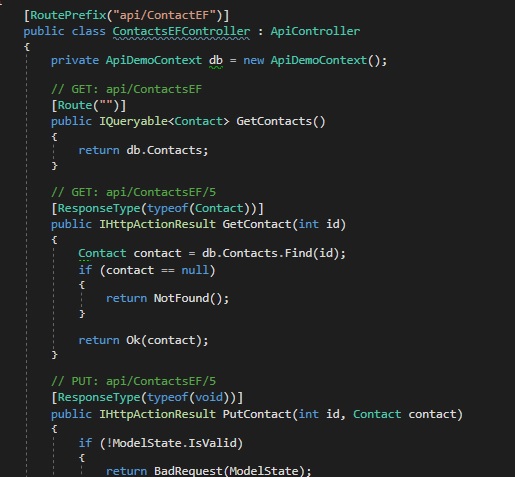 [RoutePrefix("api/ContactEF")]
public class ContactsEFController : ApiController
{
private ApiDemoContext db = new ApiDemoContext();
// GET: api/ContactsEF
[Route("")]
public IQueryable<Contact> GetContacts()
{
return db.Contacts;
}
// GET: api/ContactsEF/5
[ResponseType(typeof(Contact))]
public IHttpActionResult GetContact(int id)
{
Contact contact = db.Contacts.Find(id);
if (contact == null)
{
return NotFound();
}
return Ok(contact);
}
// PUT: api/ContactsEF/5
[ResponseType(typeof(void))]
public IHttpActionResult PutContact(int id, Contact contact)
{
if (!ModelState.IsValid)
{
return BadRequest(ModelState);